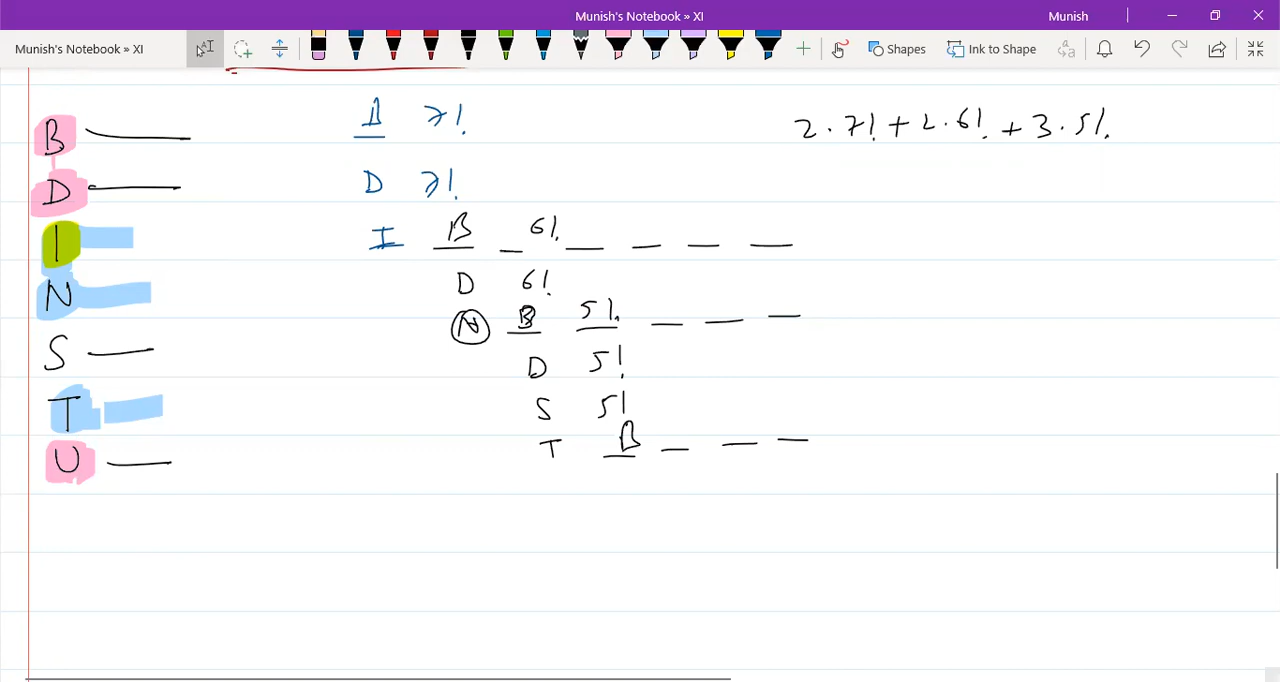 Munish's Notebook » XI
Munish
Munish's Notebook » XI
Shapes
Ink to Shape
B
D
I
N
S
T
U
B 7!
D 7!
I B 6!
D 6!
N B 5!
D 5!
S 5!
T B
2 · 7! + 2 · 6! + 3 · 5!